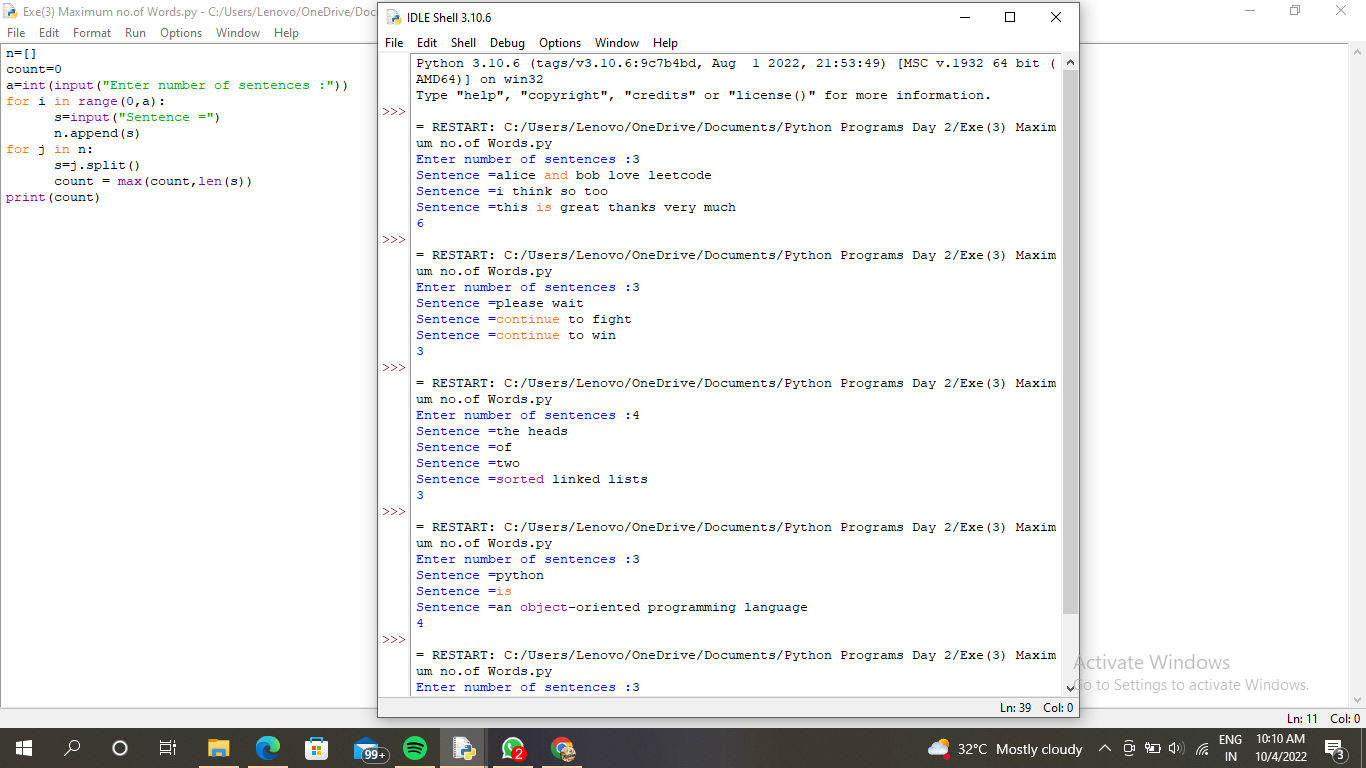 Exe(3) Maximum no.of Words.py - C:/Users/Lenovo/OneDrive/Doc
File Edit Format Run Options Window Help
n=[]
count=0
a=int(input("Enter number of sentences :"))
for i in range(0,a):
      s=input("Sentence =")
      n.append(s)
for j in n:
      s=j.split()
      count = max(count,len(s))
print(count)
IDLE Shell 3.10.6
File Edit Shell Debug Options Window Help
Python 3.10.6 (tags/v3.10.6:9c7b4bd, Aug  1 2022, 21:53:49) [MSC v.1932 64 bit (
AMD64)] on win32
Type "help", "copyright", "credits" or "license()" for more information.
>>>
= RESTART: C:/Users/Lenovo/OneDrive/Documents/Python Programs Day 2/Exe(3) Maxim
um no.of Words.py
Enter number of sentences :3
Sentence =alice and bob love leetcode
Sentence =i think so too
Sentence =this is great thanks very much
6
>>>
= RESTART: C:/Users/Lenovo/OneDrive/Documents/Python Programs Day 2/Exe(3) Maxim
um no.of Words.py
Enter number of sentences :3
Sentence =please wait
Sentence =continue to fight
Sentence =continue to win
3
>>>
= RESTART: C:/Users/Lenovo/OneDrive/Documents/Python Programs Day 2/Exe(3) Maxim
um no.of Words.py
Enter number of sentences :4
Sentence =the heads
Sentence =of
Sentence =two
Sentence =sorted linked lists
3
>>>
= RESTART: C:/Users/Lenovo/OneDrive/Documents/Python Programs Day 2/Exe(3) Maxim
um no.of Words.py
Enter number of sentences :3
Sentence =python
Sentence =is
Sentence =an object-oriented programming language
4
>>>
= RESTART: C:/Users/Lenovo/OneDrive/Documents/Python Programs Day 2/Exe(3) Maxim
um no.of Words.py
Enter number of sentences :3
Ln: 39 Col: 0
Activate Windows
Go to Settings to activate Windows.
Ln: 11 Col: 0
99+
2
32°C Mostly cloudy
ENG
IN
10:10 AM
10/4/2022
3